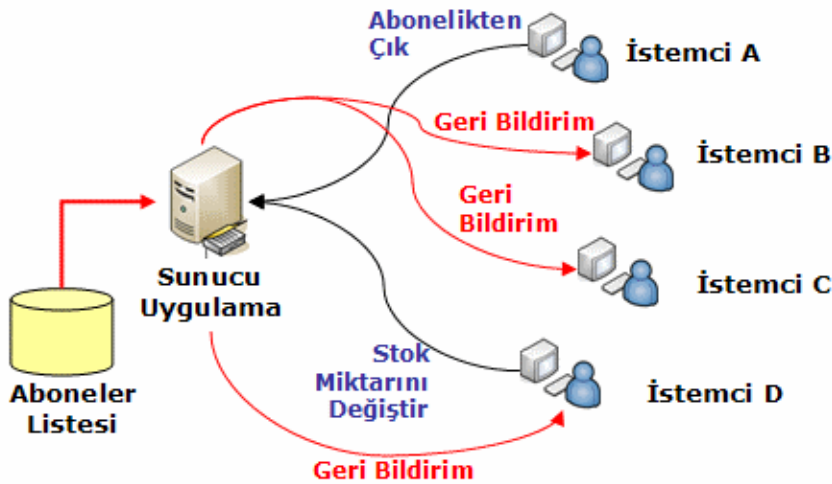 Abonelikten
Çık
İstemci A
Geri Bildirim
İstemci B
Geri
Bildirim
Sunucu
Uygulama
İstemci C
Stok
Miktarını
Değiştir
İstemci D
Aboneler
Listesi
Geri Bildirim